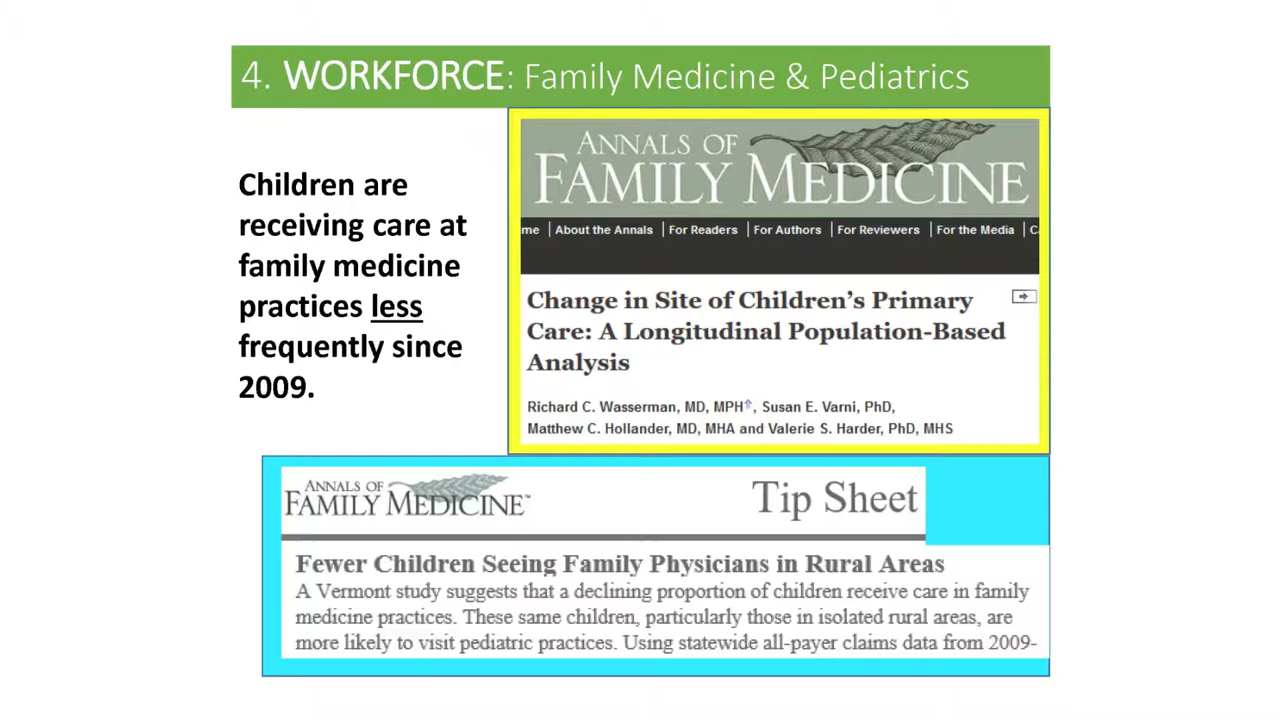 4. WORKFORCE: Family Medicine & Pediatrics
Children are
receiving care at
family medicine
practices less
frequently since
2009.
ANNALS OF
FAMILY MEDICINE
me | About the Annals | For Readers | For Authors | For Reviewers | For the Media | C
Change in Site of Children’s Primary
Care: A Longitudinal Population-Based
Analysis
Richard C. Wasserman, MD, MPH⇑, Susan E. Varni, PhD,
Matthew C. Hollander, MD, MHA and Valerie S. Harder, PhD, MHS
ANNALS OF
FAMILY MEDICINE™
Tip Sheet
Fewer Children Seeing Family Physicians in Rural Areas
A Vermont study suggests that a declining proportion of children receive care in family
medicine practices. These same children, particularly those in isolated rural areas, are
more likely to visit pediatric practices. Using statewide all-payer claims data from 2009-